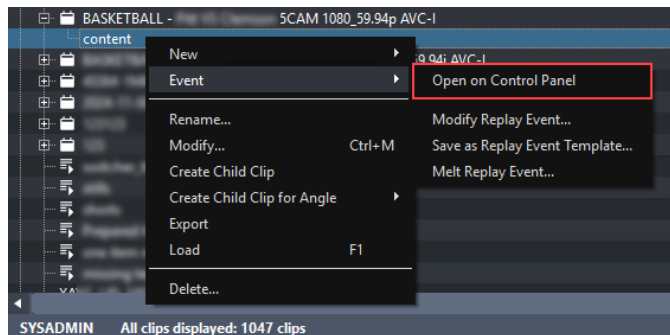 BASKETBALL - 5CAM 1080_59.94p AVC-I
content
9.94i AVC-I
New
Event
Open on Control Panel
Rename...
Modify Replay Event...
Modify... Ctrl+M
Save as Replay Event Template...
Create Child Clip
Melt Replay Event...
Create Child Clip for Angle
Export
Load F1
Delete...
SYSADMIN All clips displayed: 1047 clips